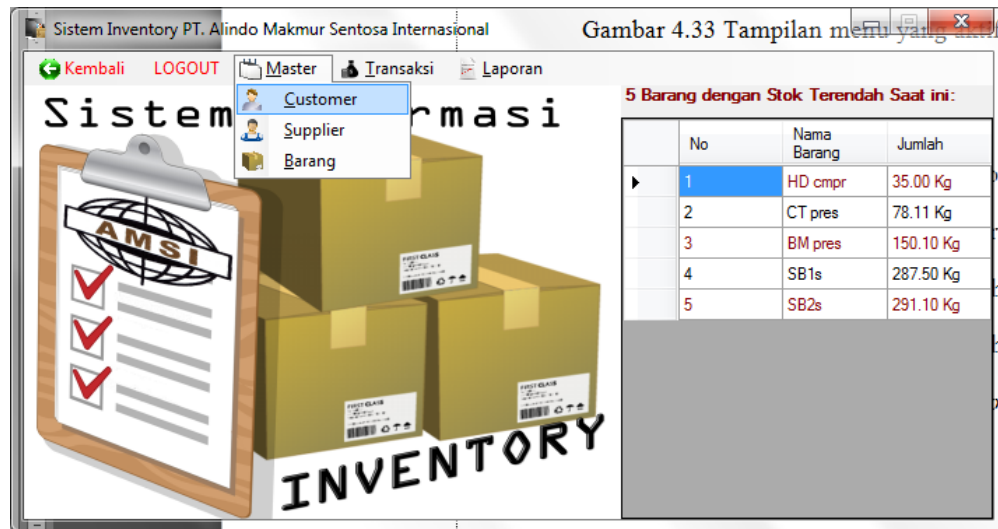 Sistem Inventory PT. Alindo Makmur Sentosa Internasional
Gambar 4.33 Tampilan menu yang aktif
Kembali LOGOUT Master Transaksi Laporan
Customer
Supplier
Barang
Sistem rmasi
AMSI
FIRST CLASS
FIRST CLASS
FIRST CLASS
INVENTORY
5 Barang dengan Stok Terendah Saat ini:
No Nama Barang Jumlah
1 HD cmpr 35.00 Kg
2 CT pres 78.11 Kg
3 BM pres 150.10 Kg
4 SB1s 287.50 Kg
5 SB2s 291.10 Kg